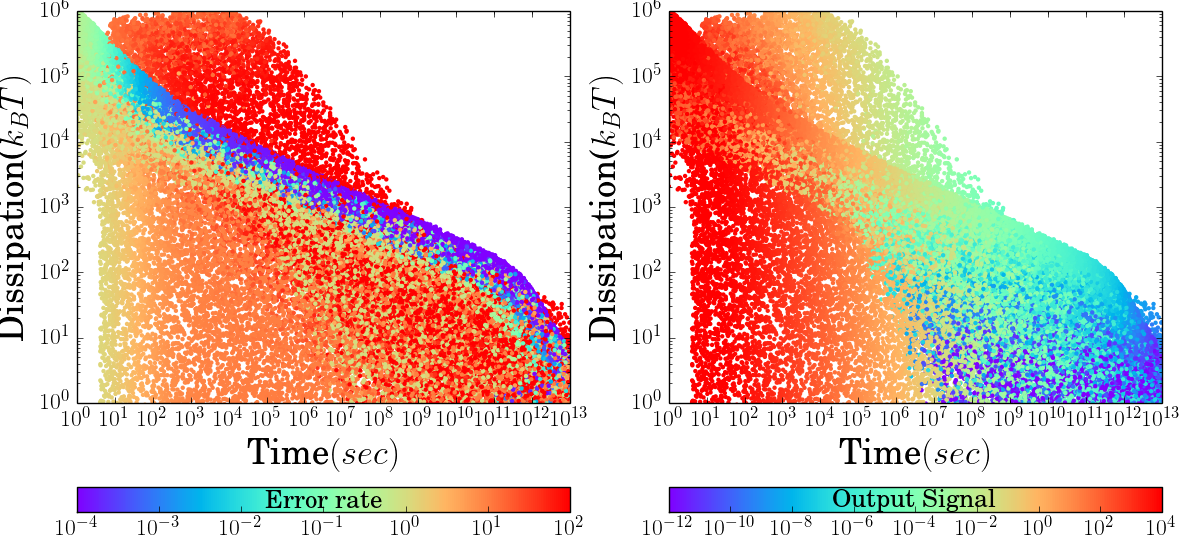 Dissipation(k_BT)
10^6
10^5
10^4
10^3
10^2
10^1
10^0
10^0 10^1 10^2 10^3 10^4 10^5 10^6 10^7 10^8 10^9 10^10 10^11 10^12 10^13
Time(sec)
Error rate
10^-4 10^-3 10^-2 10^-1 10^0 10^1 10^2
Dissipation(k_BT)
10^6
10^5
10^4
10^3
10^2
10^1
10^0
10^0 10^1 10^2 10^3 10^4 10^5 10^6 10^7 10^8 10^9 10^10 10^11 10^12 10^13
Time(sec)
Output Signal
10^-12 10^-10 10^-8 10^-6 10^-4 10^-2 10^0 10^2 10^4